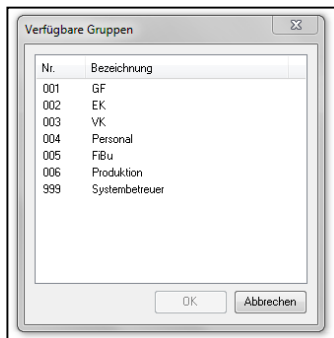 Verfügbare Gruppen
Nr. Bezeichnung
001 GF
002 EK
003 VK
004 Personal
005 FiBu
006 Produktion
999 Systembetreuer
OK Abbrechen